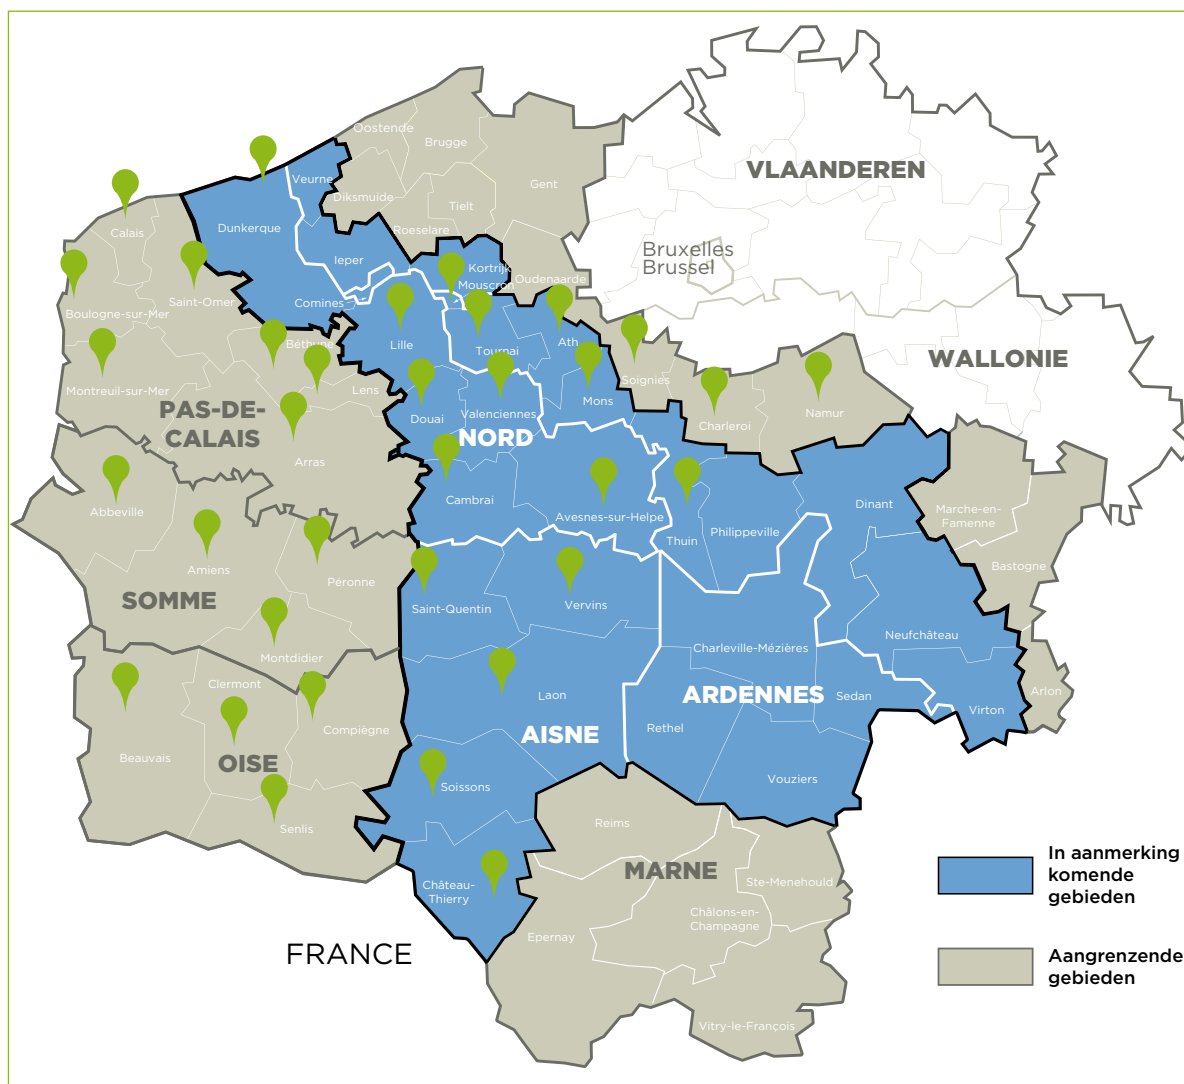 Oostende
Brugge
VLAANDEREN
Veurne
Gent
Diksmuide
Tielt
Dunkerque
Calais
Roeselare
Bruxelles
Brussel
Ieper
Kortrijk
Mouscron
Oudenaarde
Saint-Omer
Comines
Boulogne-sur-Mer
Béthune
Lille
Tournai
Ath
WALLONIE
Montreuil-sur-Mer
Lens
Soignies
PAS-DE-
CALAIS
Douai
Valenciennes
Mons
Charleroi
Namur
NORD
Arras
Cambrai
Abbeville
Avesnes-sur-Helpe
Thuin
Philippeville
Dinant
Marche-en-
Famenne
Amiens
Péronne
Bastogne
SOMME
Saint-Quentin
Vervins
Neufchâteau
Montdidier
Charleville-Mézières
Clermont
Laon
ARDENNES
Sedan
Arlon
Virton
Compiègne
Rethel
AISNE
Beauvais
OISE
Soissons
Vouziers
Senlis
Reims
MARNE
Château-
Thierry
Ste-Menehould
Châlons-en-
Champagne
Epernay
FRANCE
Vitry-le-François
In aanmerking
komende
gebieden
Aangrenzende
gebieden